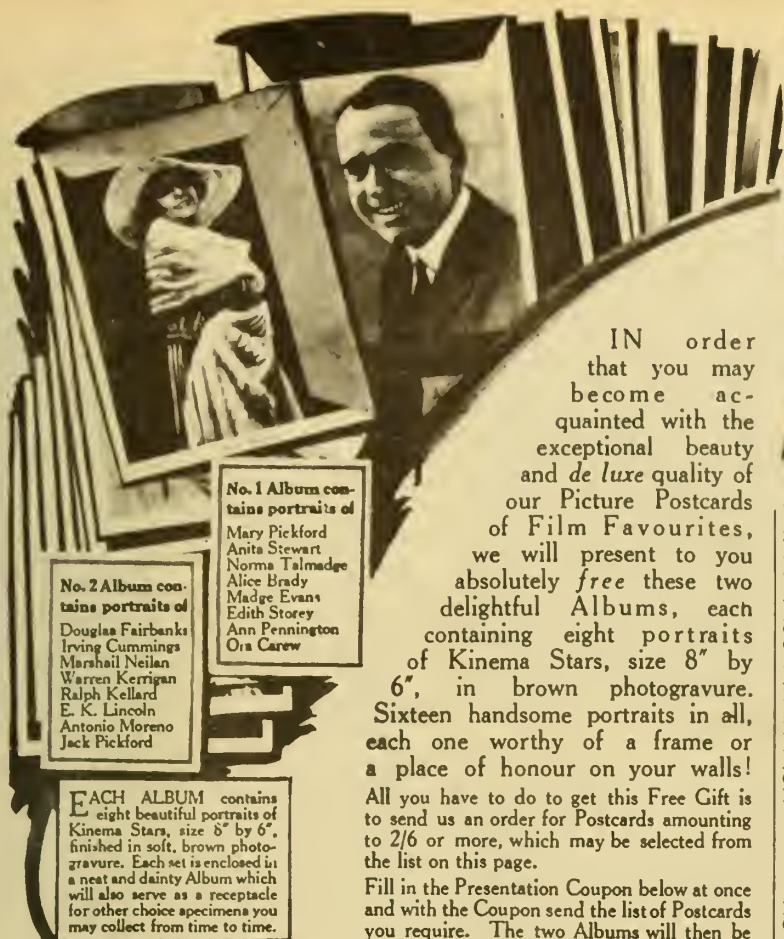 IN order
that you may
become ac-
quainted with the
exceptional beauty
and de luxe quality of
our Picture Postcards
of Film Favourites,
we will present to you
absolutely free these two
delightful Albums, each
containing eight portraits
of Kinema Stars, size 8" by
6", in brown photogravure.
Sixteen handsome portraits in all,
each one worthy of a frame or
a place of honour on your walls!
All you have to do to get this Free Gift is
to send us an order for Postcards amounting
to 2/6 or more, which may be selected from
the list on this page.
Fill in the Presentation Coupon below at once
and with the Coupon send the list of Postcards
you require. The two Albums will then be
No. 1 Album con-
tains portraits of
Mary Pickford
Anita Stewart
Norma Talmadge
Alice Brady
Madge Evans
Edith Storey
Ann Pennington
Ora Carew
No. 2 Album con-
tains portraits of
Douglas Fairbanks
Irving Cummings
Marshall Neilan
Warren Kerrigan
Ralph Kellard
E. K. Lincoln
Antonio Moreno
Jack Pickford
EACH ALBUM contains
eight beautiful portraits of
Kinema Stars, size 8" by 6",
finished in soft, brown photo-
gravure. Each set is enclosed in
a neat and dainty Album which
will also serve as a receptacle
for other choice specimens you
may collect from time to time.